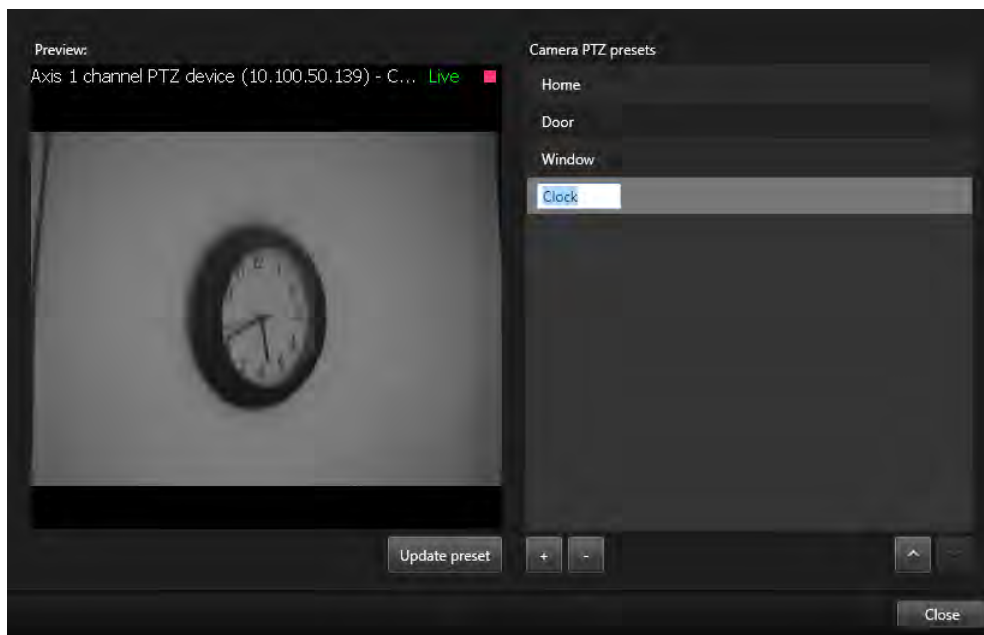 Preview:
Axis 1 channel PTZ device (10.100.50.139) - C... Live
Camera PTZ presets
Home
Door
Window
Clock
12
Update preset
+
-
^
Close